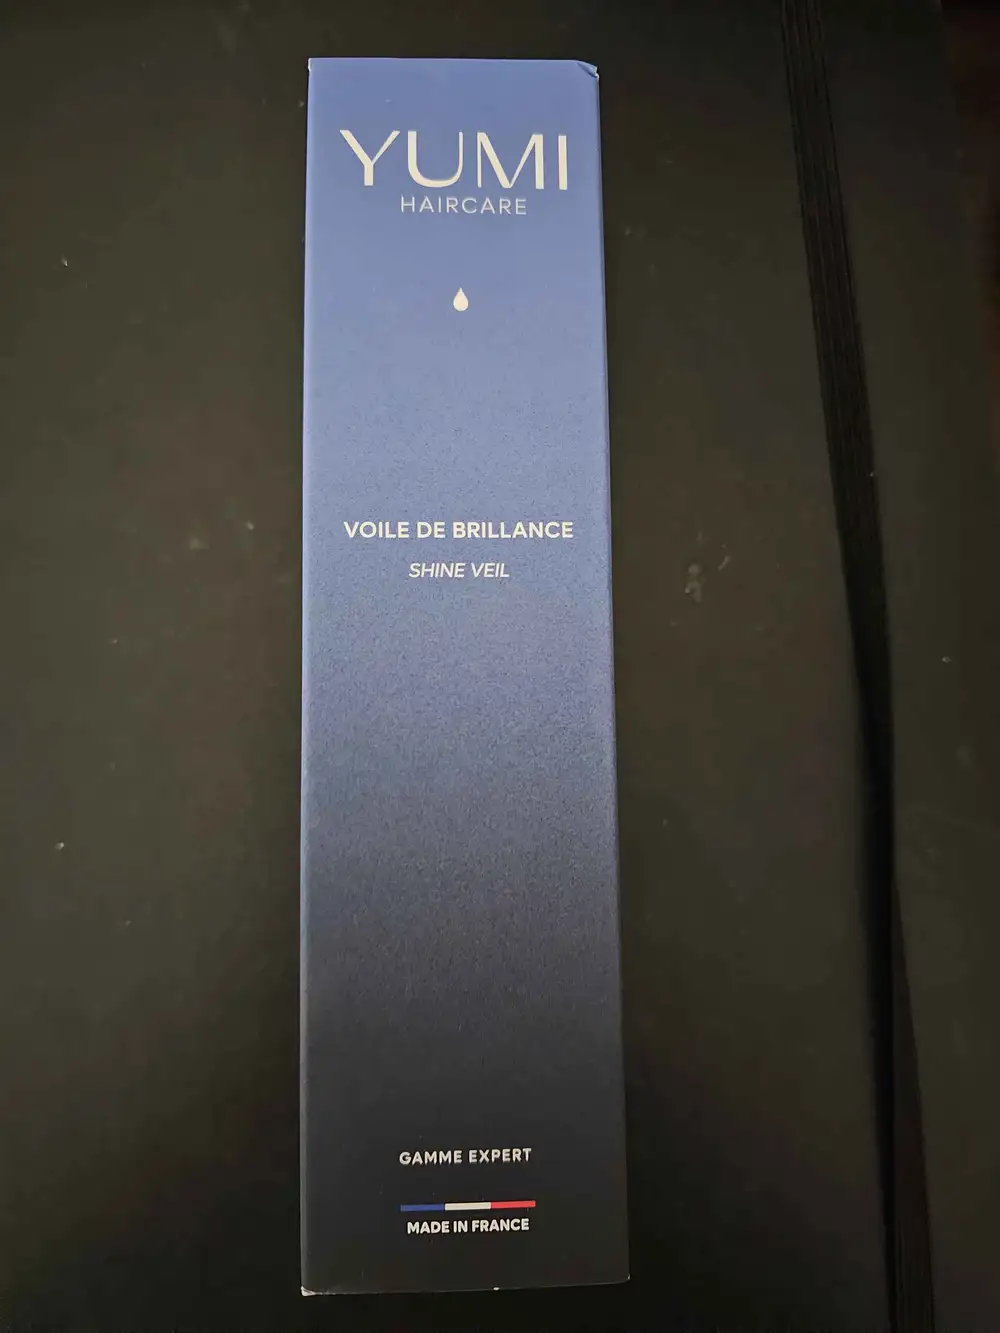 YUMI
HAIRCARE
VOILE DE BRILLANCE
SHINE VEIL
GAMME EXPERT
MADE IN FRANCE